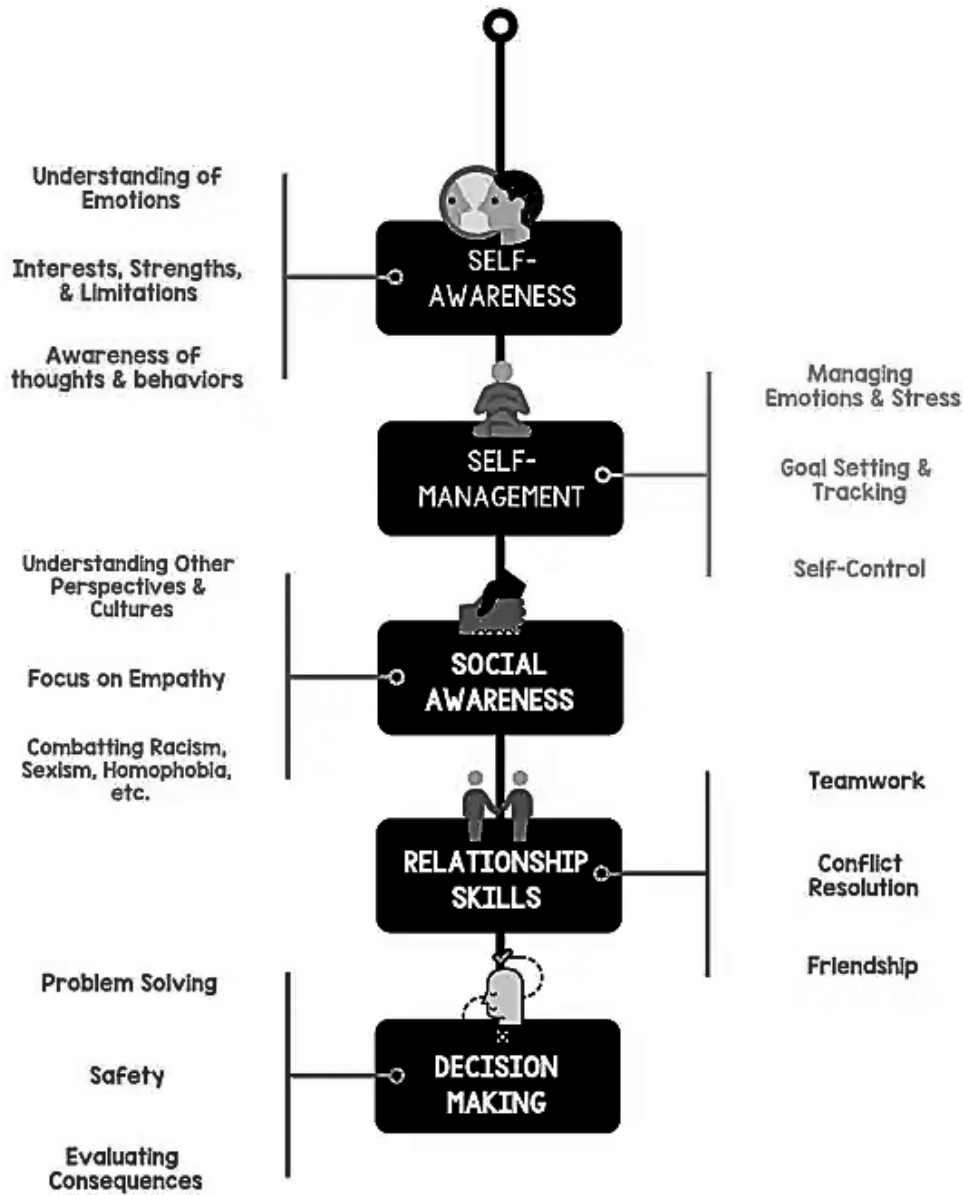 Understanding of
Emotions
Interests, Strengths,
& Limitations
Awareness of
thoughts & behaviors
SELF-
AWARENESS
Managing
Emotions & Stress
Goal Setting &
Tracking
Self-Control
SELF-
MANAGEMENT
Understanding Other
Perspectives &
Cultures
Focus on Empathy
Combatting Racism,
Sexism, Homophobia,
etc.
SOCIAL
AWARENESS
Teamwork
Conflict
Resolution
Friendship
RELATIONSHIP
SKILLS
Problem Solving
Safety
Evaluating
Consequences
DECISION
MAKING